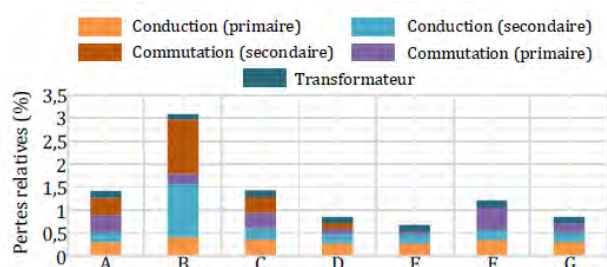 Conduction (primaire) Conduction (secondaire)
Commutation (secondaire) Commutation (primaire)
Transformateur
Pertes relatives (%)
3,5
3
2,5
2
1,5
1
0,5
0
A B C D E F G